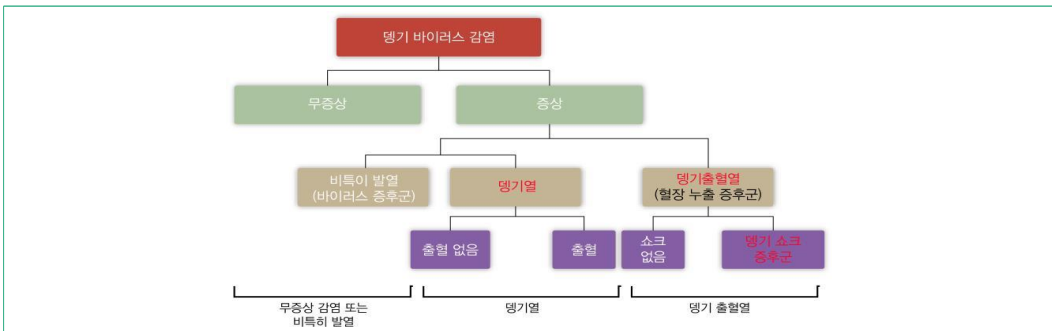 뎅기 바이러스 감염
무증상
증상
비특이 발열
(바이러스 증후군)
뎅기열
뎅기출혈열
(혈장 누출 증후군)
출혈 없음
출혈
쇼크
없음
뎅기 쇼크
증후군
무증상 감염 또는
비특히 발열
뎅기열
뎅기 출혈열